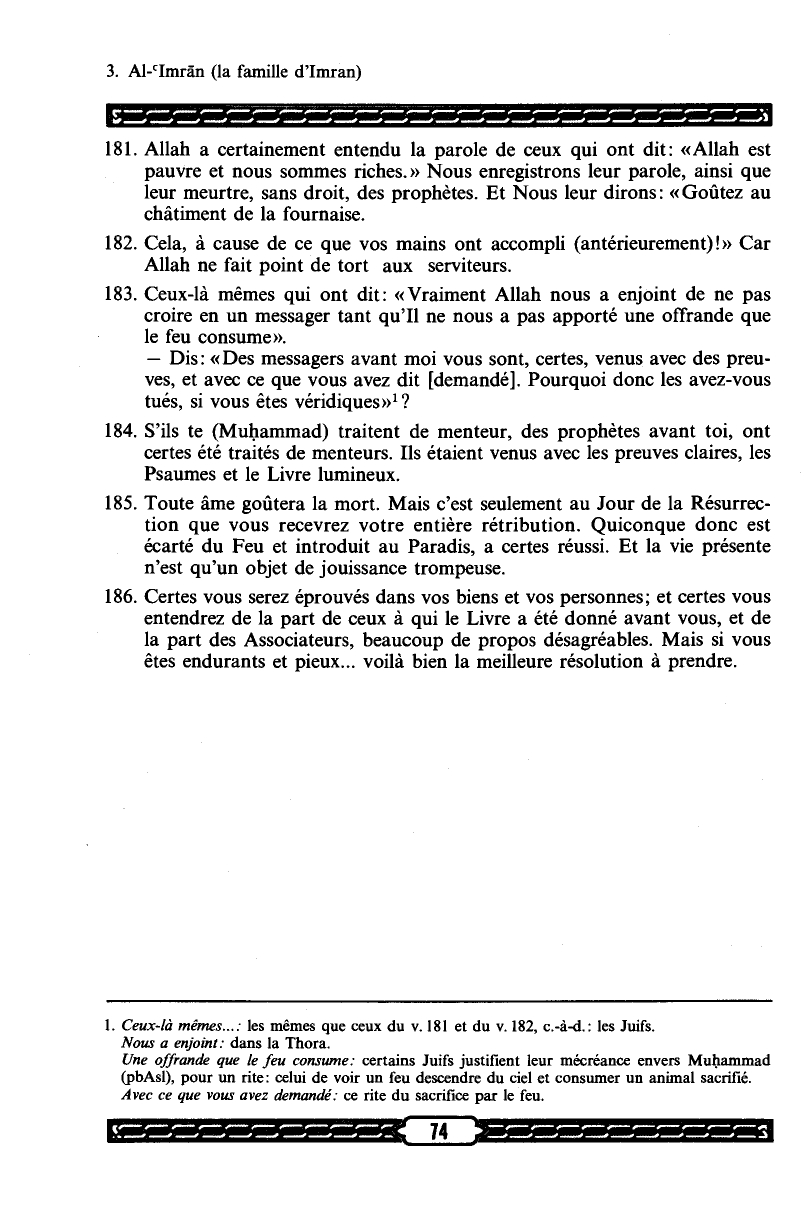 3. Al-ᶜImrān (la famille d'Imran)
181. Allah a certainement entendu la parole de ceux qui ont dit: «Allah est
pauvre et nous sommes riches.» Nous enregistrons leur parole, ainsi que
leur meurtre, sans droit, des prophètes. Et Nous leur dirons: «Goûtez au
châtiment de la fournaise.
182. Cela, à cause de ce que vos mains ont accompli (antérieurement)!» Car
Allah ne fait point de tort aux serviteurs.
183. Ceux-là mêmes qui ont dit: «Vraiment Allah nous a enjoint de ne pas
croire en un messager tant qu'Il ne nous a pas apporté une offrande que
le feu consume».
— Dis: «Des messagers avant moi vous sont, certes, venus avec des preu-
ves, et avec ce que vous avez dit [demandé]. Pourquoi donc les avez-vous
tués, si vous êtes véridiques»¹?
184. S'ils te (Muḥammad) traitent de menteur, des prophètes avant toi, ont
certes été traités de menteurs. Ils étaient venus avec les preuves claires, les
Psaumes et le Livre lumineux.
185. Toute âme goûtera la mort. Mais c'est seulement au Jour de la Résurrec-
tion que vous recevrez votre entière rétribution. Quiconque donc est
écarté du Feu et introduit au Paradis, a certes réussi. Et la vie présente
n'est qu'un objet de jouissance trompeuse.
186. Certes vous serez éprouvés dans vos biens et vos personnes; et certes vous
entendrez de la part de ceux à qui le Livre a été donné avant vous, et de
la part des Associateurs, beaucoup de propos désagréables. Mais si vous
êtes endurants et pieux... voilà bien la meilleure résolution à prendre.
1. Ceux-là mêmes...: les mêmes que ceux du v. 181 et du v. 182, c.-à-d.: les Juifs.
Nous a enjoint: dans la Thora.
Une offrande que le feu consume: certains Juifs justifient leur mécréance envers Muḥammad
(pbAsl), pour un rite: celui de voir un feu descendre du ciel et consumer un animal sacrifié.
Avec ce que vous avez demandé: ce rite du sacrifice par le feu.
74